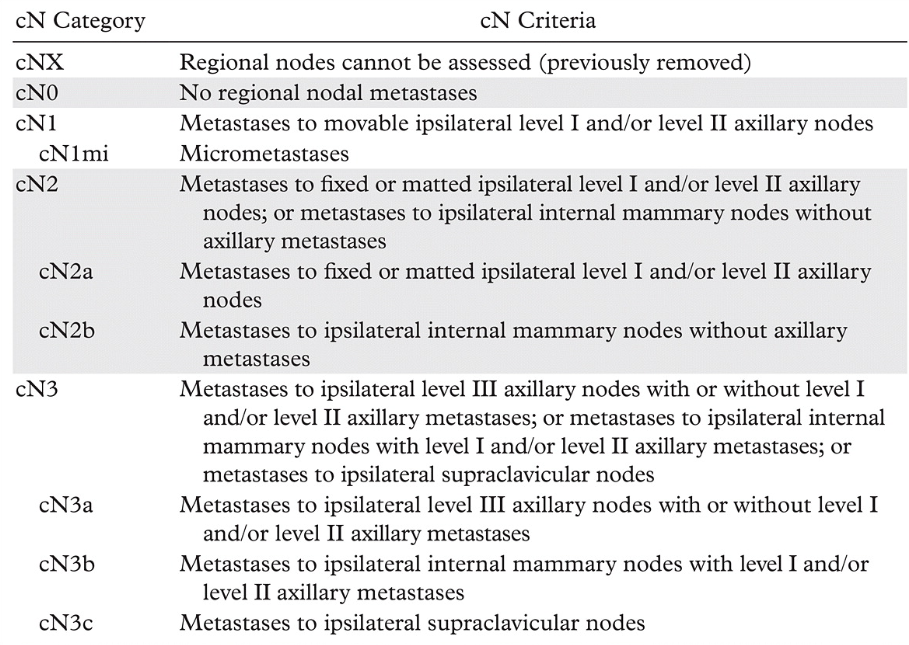 cN Category cN Criteria
cNX Regional nodes cannot be assessed (previously removed)
cN0 No regional nodal metastases
cN1 Metastases to movable ipsilateral level I and/or level II axillary nodes
cN1mi Micrometastases
cN2 Metastases to fixed or matted ipsilateral level I and/or level II axillary
nodes; or metastases to ipsilateral internal mammary nodes without
axillary metastases
cN2a Metastases to fixed or matted ipsilateral level I and/or level II axillary
nodes
cN2b Metastases to ipsilateral internal mammary nodes without axillary
metastases
cN3 Metastases to ipsilateral level III axillary nodes with or without level I
and/or level II axillary metastases; or metastases to ipsilateral internal
mammary nodes with level I and/or level II axillary metastases; or
metastases to ipsilateral supraclavicular nodes
cN3a Metastases to ipsilateral level III axillary nodes with or without level I
and/or level II axillary metastases
cN3b Metastases to ipsilateral internal mammary nodes with level I and/or
level II axillary metastases
cN3c Metastases to ipsilateral supraclavicular nodes